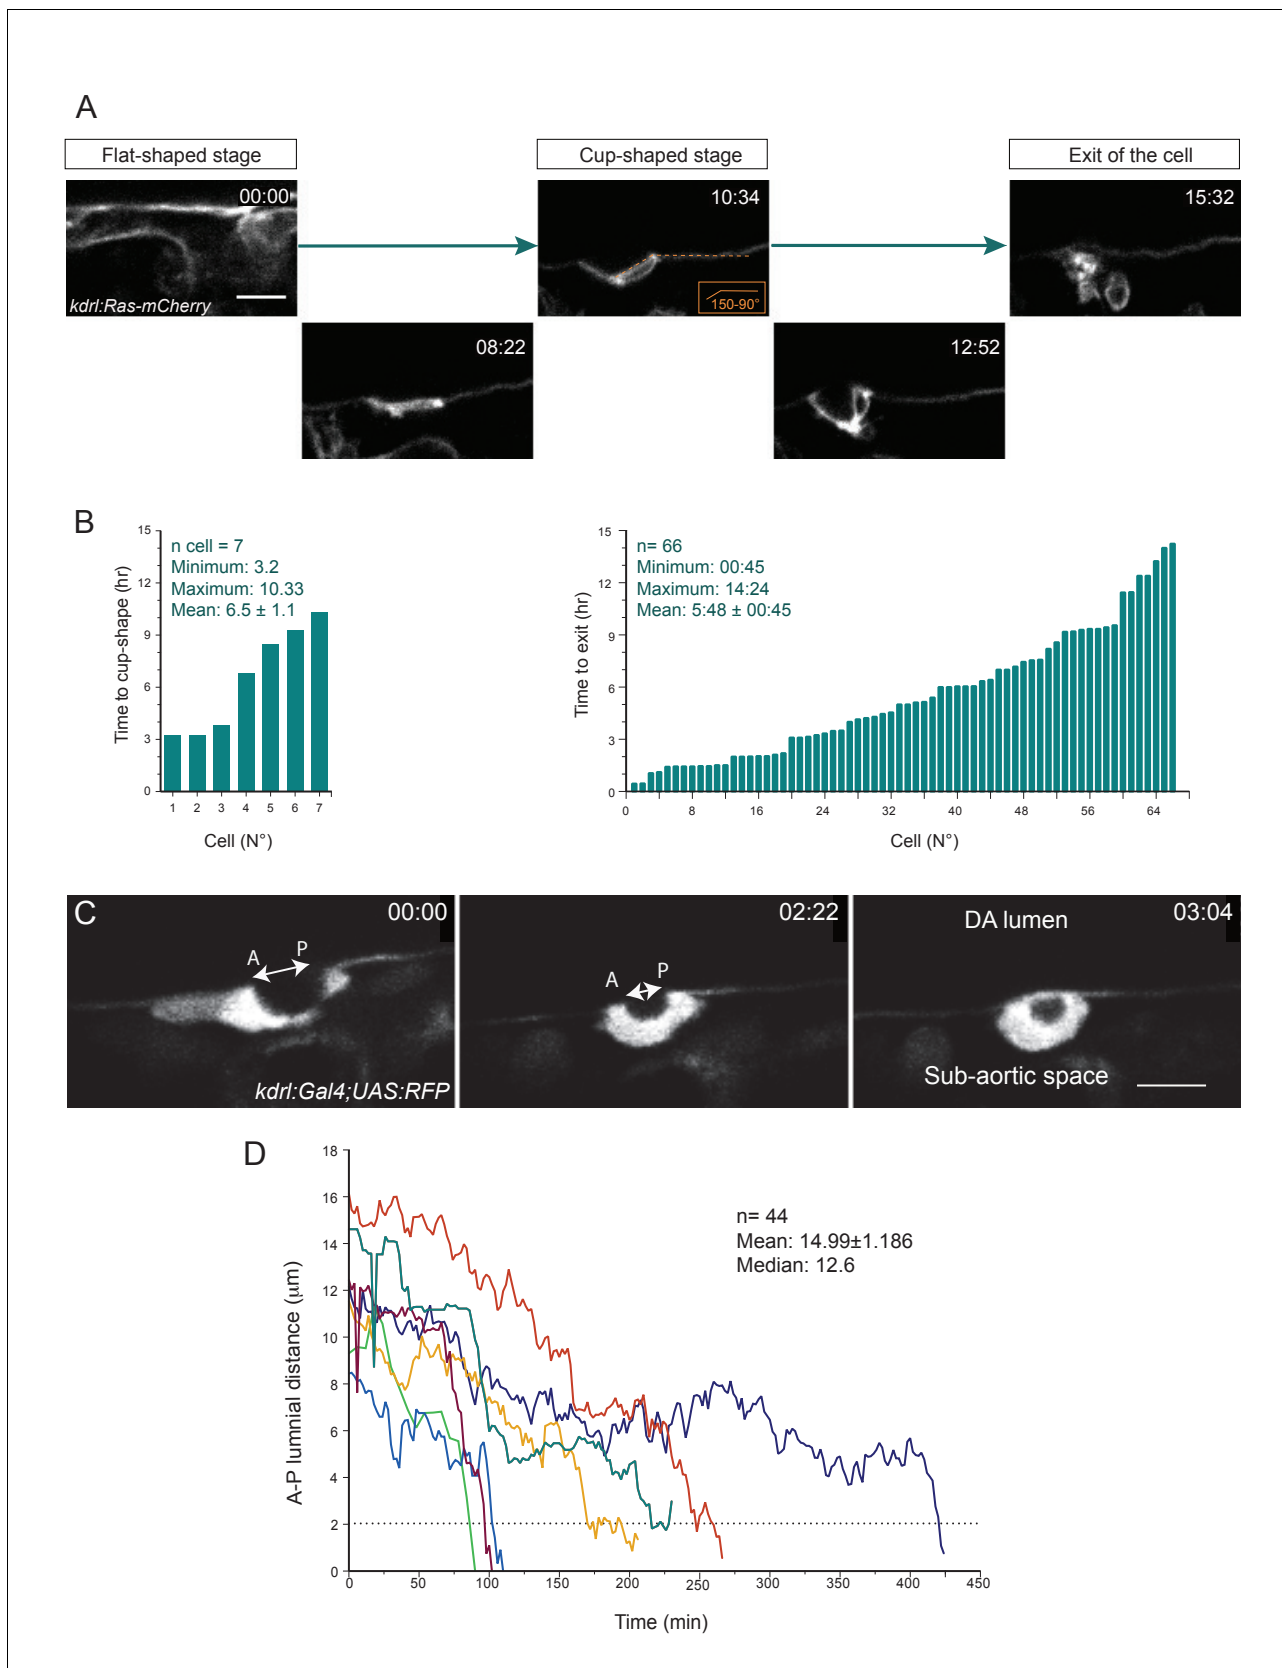 A
Flat-shaped stage
Cup-shaped stage
Exit of the cell
00:00
10:34
15:32
kdrl:Ras-mCherry
150-90°
08:22
12:52
B
15
12
9
6
3
0
Time to cup-shape (hr)
n cell = 7
Minimum: 3.2
Maximum: 10.33
Mean: 6.5 ± 1.1
1 2 3 4 5 6 7
Cell (N°)
15
12
9
6
3
0
Time to exit (hr)
n= 66
Minimum: 00:45
Maximum: 14:24
Mean: 5:48 ± 00:45
0 8 16 24 32 40 48 56 64
Cell (N°)
C
00:00
A
P
kdrl:Gal4;UAS:RFP
02:22
A
P
DA lumen
03:04
Sub-aortic space
D
18
16
14
12
10
8
6
4
2
0
A-P lumnial distance (µm)
n= 44
Mean: 14.99±1.186
Median: 12.6
0 50 100 150 200 250 300 350 400 450
Time (min)